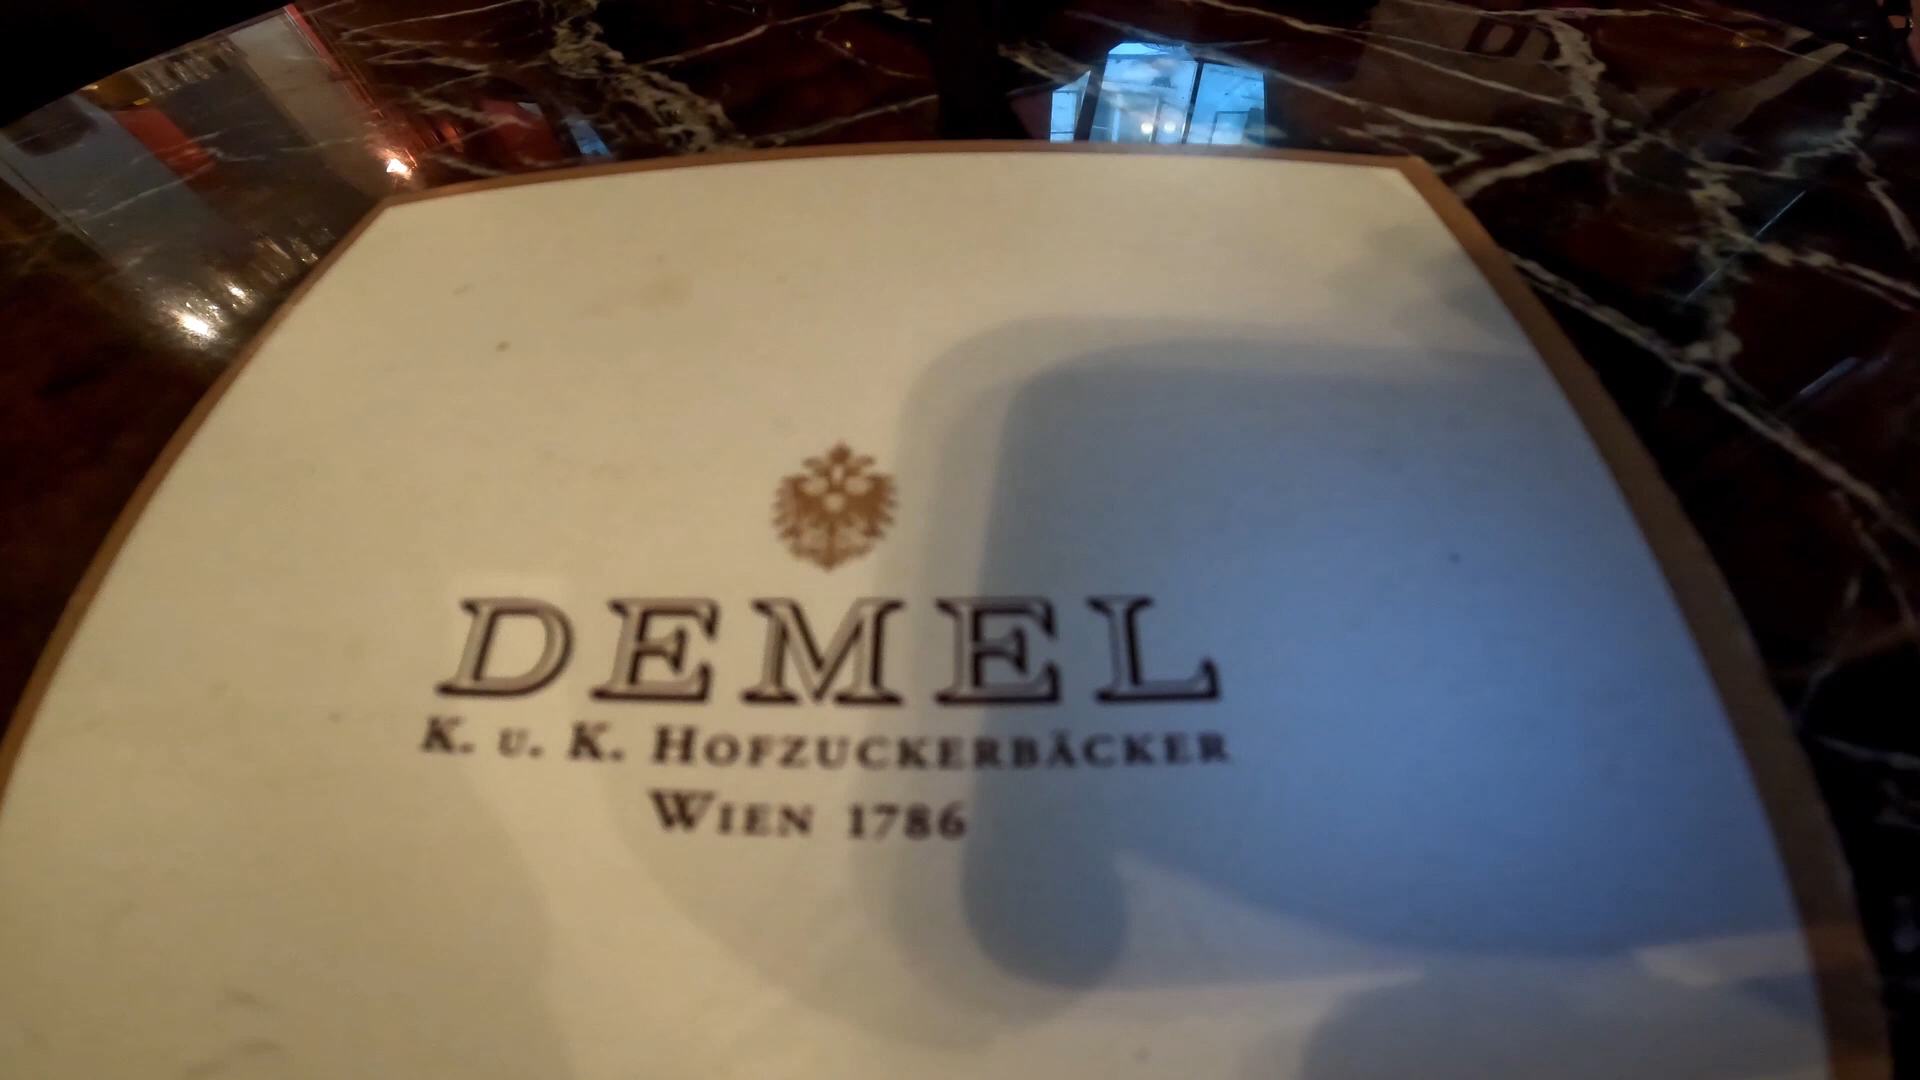 DEMEL
K. u. K. HOFZUCKERBÄCKER
WIEN 1786